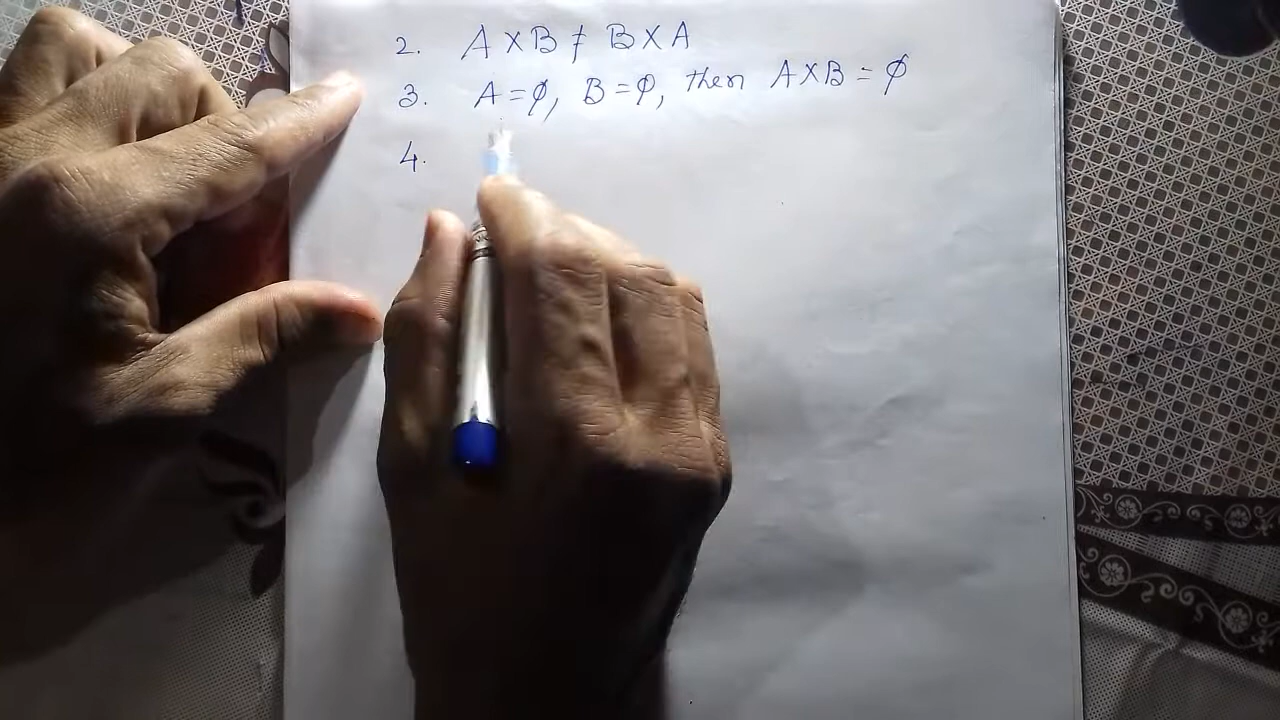 2. A×B ≠ B×A
3. A=φ, B=φ, then A×B = φ
4.